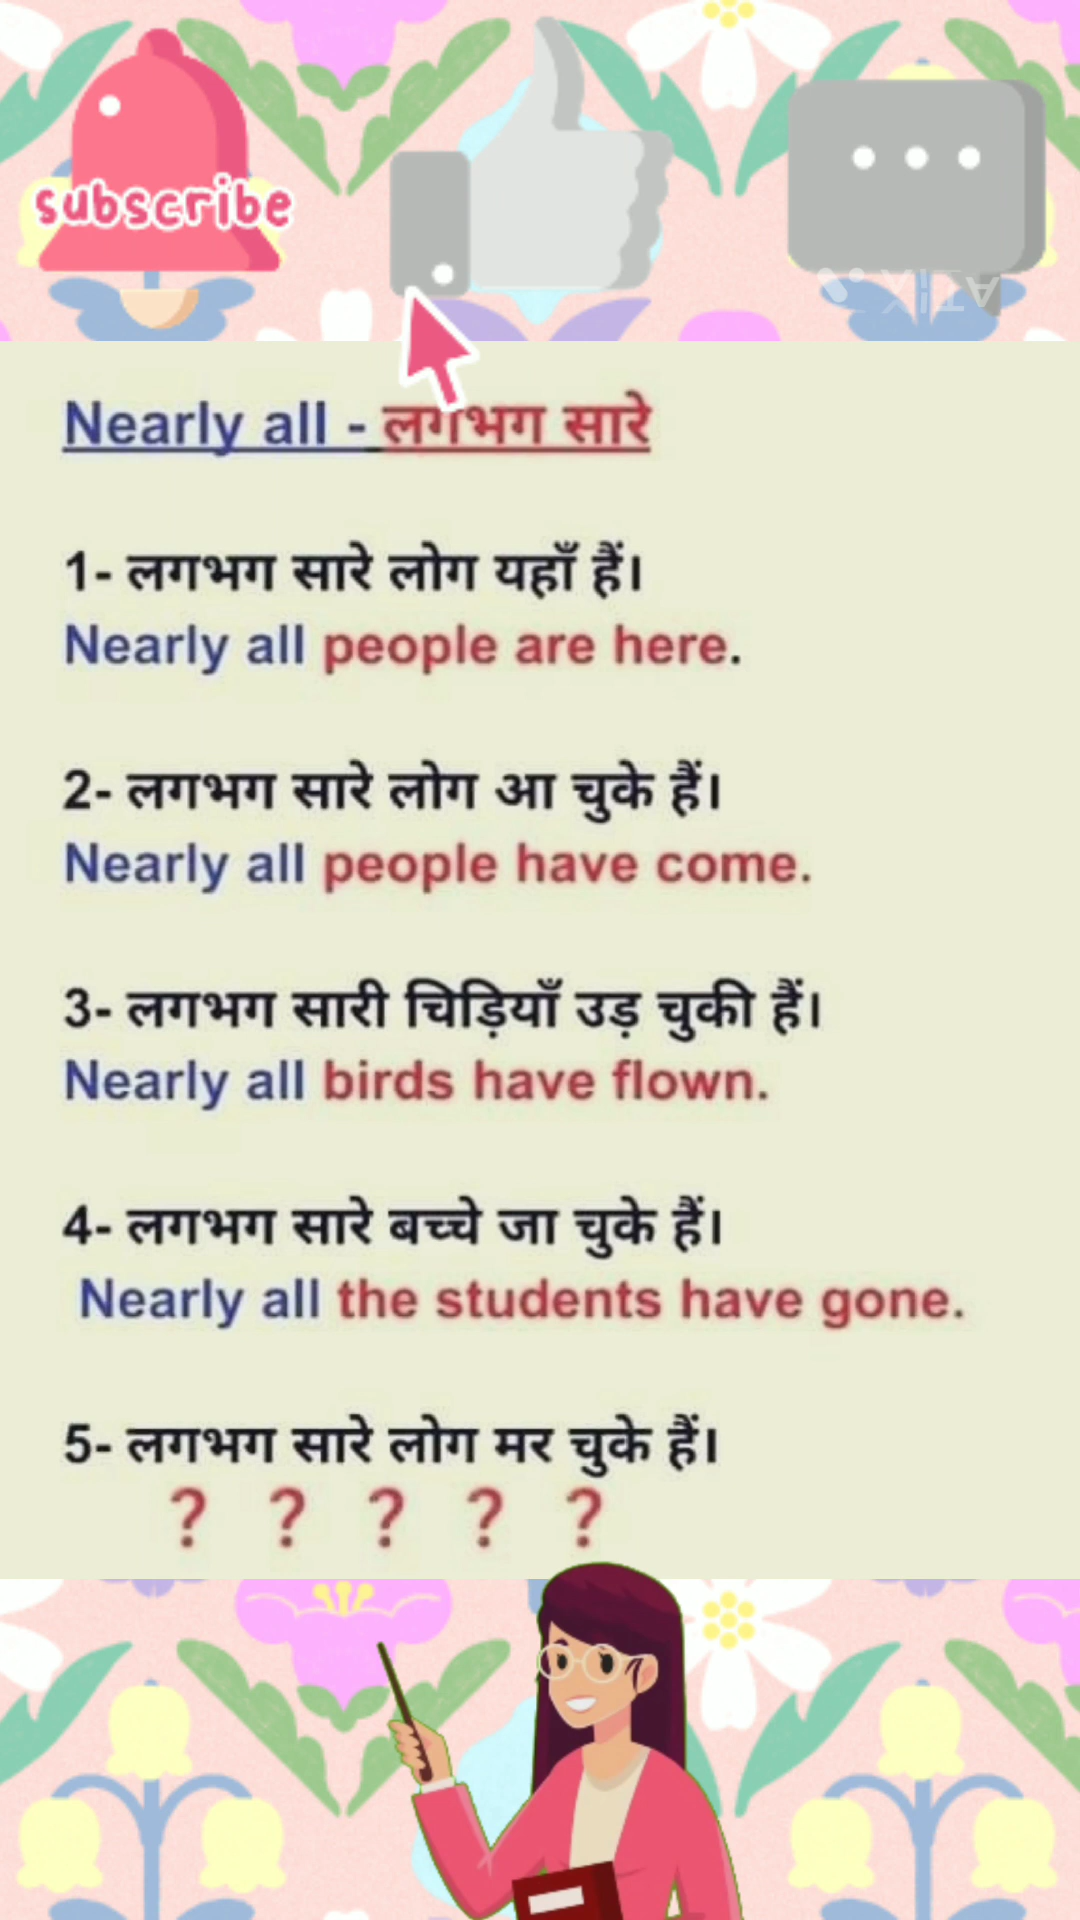 subscribe
Nearly all - लगभग सारे
1- लगभग सारे लोग यहाँ हैं।
Nearly all people are here.
2- लगभग सारे लोग आ चुके हैं।
Nearly all people have come.
3- लगभग सारी चिड़ियाँ उड़ चुकी हैं।
Nearly all birds have flown.
4- लगभग सारे बच्चे जा चुके हैं।
Nearly all the students have gone.
5- लगभग सारे लोग मर चुके हैं।
? ? ? ? ?